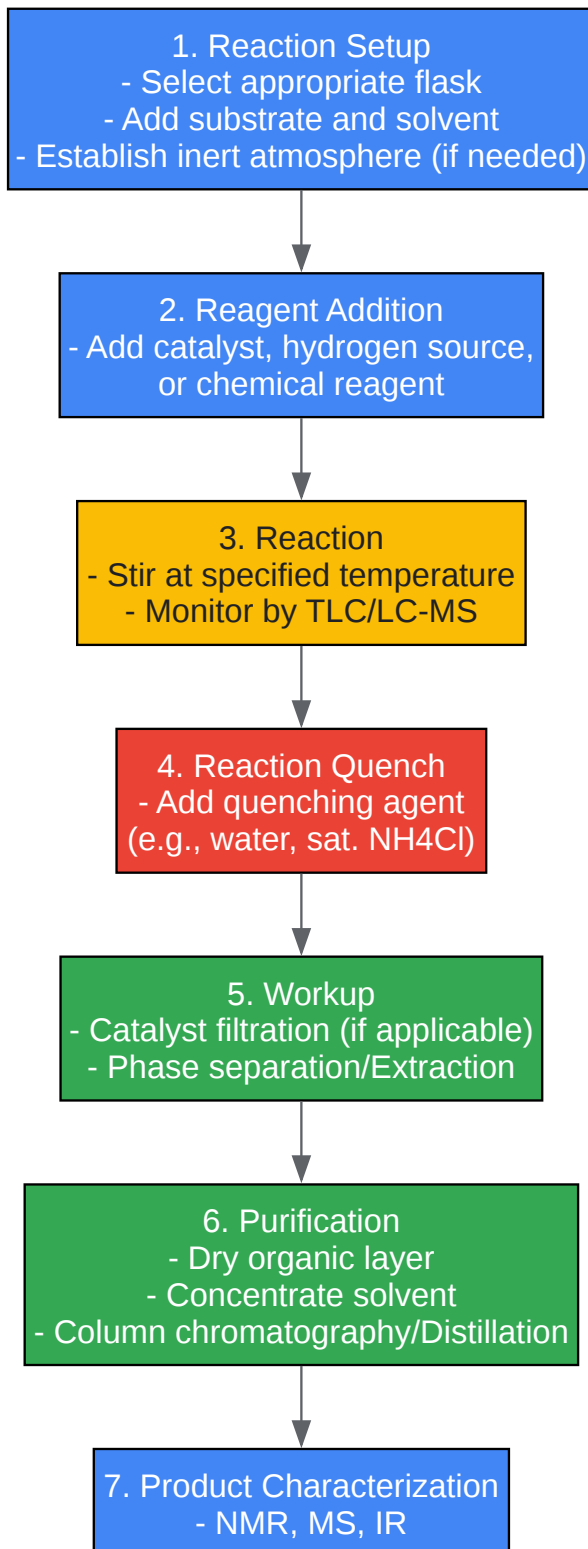 1. Reaction Setup
- Select appropriate flask
- Add substrate and solvent
- Establish inert atmosphere (if needed)
2. Reagent Addition
- Add catalyst, hydrogen source,
or chemical reagent
3. Reaction
- Stir at specified temperature
- Monitor by TLC/LC-MS
4. Reaction Quench
- Add quenching agent
(e.g., water, sat. NH4Cl)
5. Workup
- Catalyst filtration (if applicable)
- Phase separation/Extraction
6. Purification
- Dry organic layer
- Concentrate solvent
- Column chromatography/Distillation
7. Product Characterization
- NMR, MS, IR